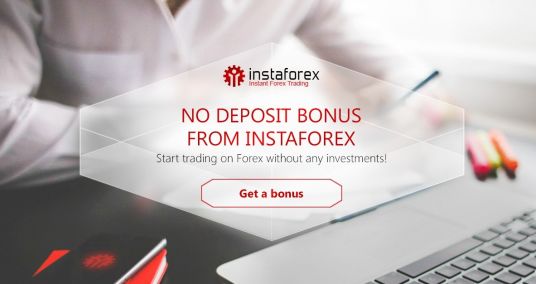 instaforex
Instant Forex Trading
NO DEPOSIT BONUS
FROM INSTAFOREX
Start trading on Forex without any investments!
Get a bonus